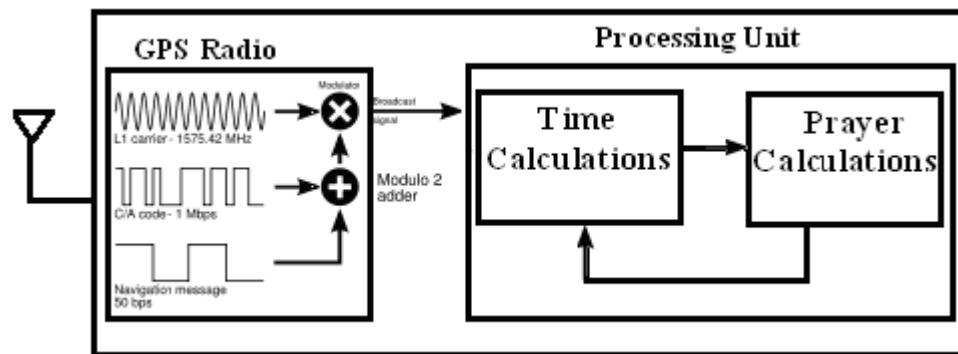 GPS Radio
Processing Unit
Modulator
Broadcast
signal
L1 carrier - 1575.42 MHz
C/A code - 1 Mbps
Modulo 2
adder
Navigation message
50 bps
Time
Calculations
Prayer
Calculations